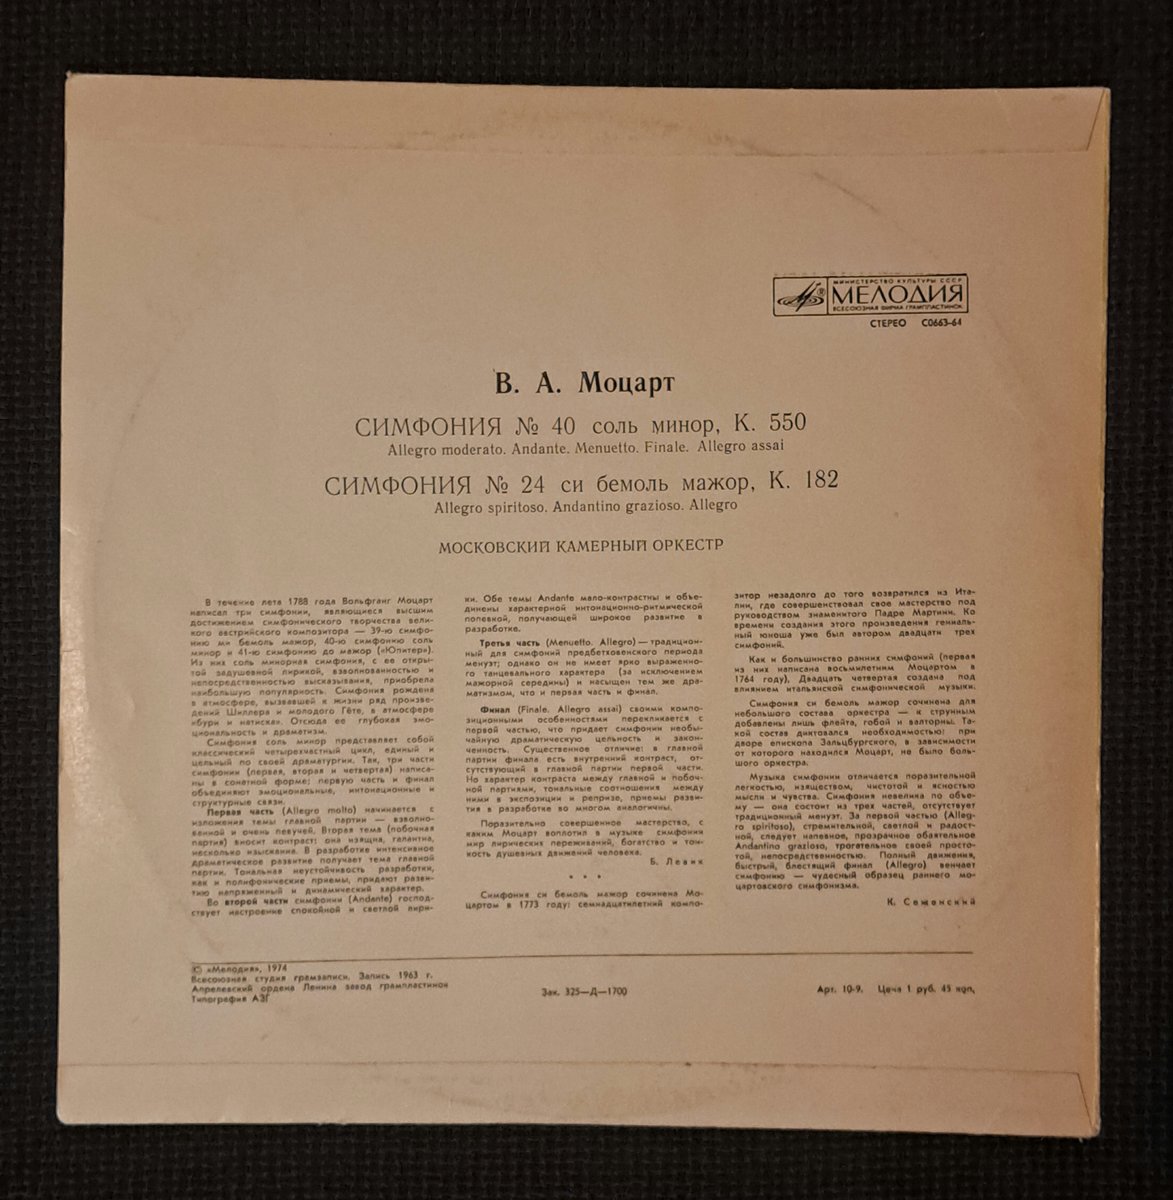 МИНИСТЕРСТВО КУЛЬТУРЫ СССР
МЕЛОДИЯ
ВСЕСОЮЗНАЯ ФИРМА ГРАМПЛАСТИНОК
СТЕРЕО С0663-64
В. А. Моцарт
СИМФОНИЯ № 40 соль минор, К. 550
Allegro moderato. Andante. Menuetto. Finale. Allegro assai
СИМФОНИЯ № 24 си бемоль мажор, К. 182
Allegro spiritoso. Andantino grazioso. Allegro
МОСКОВСКИЙ КАМЕРНЫЙ ОРКЕСТР
В течение лета 1788 года Вольфганг Моцарт
написал три симфонии, являющиеся высшим
достижением симфонического творчества вели-
кого австрийского композитора — 39-ю симфо-
нию ми бемоль мажор, 40-ю симфонию соль
минор и 41-ю симфонию до мажор («Юпитер»).
Из них соль минорная симфония, с ее откры-
той задушевной лирикой, взволнованностью и
непосредственностью высказывания, приобрела
наибольшую популярность. Симфония рождена
в атмосфере, вызвавшей к жизни ряд произве-
дений Шиллера и молодого Гёте, в атмосфере
«бури и натиска». Отсюда ее глубокая эмо-
циональность и драматизм.
Симфония соль минор представляет собой
классический четырехчастный цикл, единый и
цельный по своей драматургии. Так, три части
симфонии (первая, вторая и четвертая) написа-
ны в сонатной форме; первую часть и финал
объединяют эмоциональные, интонационные и
структурные связи.
Первая часть (Allegro molto) начинается с
изложения темы главной партии — взволно-
ванной и очень певучей. Вторая тема (побочная
партия) вносит контраст: она изящна, галантна,
несколько изысканна. В разработке интенсивное
драматическое развитие получает тема главной
партии. Тональная неустойчивость разработки,
как и полифонические приемы, придают разви-
тию напряженный и динамический характер.
Во второй части симфонии (Andante) господ-
ствует настроение спокойной и светлой лири-
ки. Обе темы Andante мало-контрастны и объе-
динены характерной интонационно-ритмической
попевкой, получающей широкое развитие в
разработке.
Третья часть (Menuetto. Allegro) — традицион-
ный для симфоний предбетховенского периода
менуэт; однако он не имеет ярко выраженно-
го танцевального характера (за исключением
мажорной середины) и насыщен тем же дра-
матизмом, что и первая часть и финал.
Финал (Finale. Allegro assai) своими компо-
зиционными особенностями перекликается с
первой частью, что придает симфонии необы-
чайную драматическую цельность и закон-
ченность. Существенное отличие: в главной
партии финала есть внутренний контраст, от-
сутствующий в главной партии первой части.
Но характер контраста между главной и побоч-
ной партиями, тональные соотношения между
ними в экспозиции и репризе, приемы разви-
тия в разработке во многом аналогичны.
Поразительно совершенное мастерство, с
каким Моцарт воплотил в музыке симфонии
мир лирических переживаний, богатство и тон-
кость душевных движений человека.
Б. Левик
* * *
Симфония си бемоль мажор сочинена Мо-
цартом в 1773 году: семнадцатилетний компо-
зитор незадолго до того возвратился из Ита-
лии, где совершенствовал свое мастерство под
руководством знаменитого Падре Мартини. Ко
времени создания этого произведения гениаль-
ный юноша уже был автором двадцати трех
симфоний.
Как и большинство ранних симфоний (первая
из них написана восьмилетним Моцартом в
1764 году), Двадцать четвертая создана под
влиянием итальянской симфонической музыки.
Симфония си бемоль мажор сочинена для
небольшого состава оркестра — к струнным
добавлены лишь флейта, гобой и валторны. Та-
кой состав диктовался необходимостью: при
дворе епископа Зальцбургского, в зависимости
от которого находился Моцарт, не было боль-
шого оркестра.
Музыка симфонии отличается поразительной
легкостью, изяществом, чистотой и ясностью
мысли и чувства. Симфония невелика по объе-
му — она состоит из трех частей, отсутствует
традиционный менуэт. За первой частью (Alleg-
ro spiritoso), стремительной, светлой и радост-
ной, следует напевное, прозрачное обаятельное
Andantino grazioso, трогательное своей просто-
той, непосредственностью. Полный движения,
быстрый, блестящий финал (Allegro) венчает
симфонию — чудесный образец раннего мо-
цартовского симфонизма.
К. Саженский
© «Мелодия», 1974
Всесоюзная студия грамзаписи. Запись 1963 г.
Апрелевский ордена Ленина завод грампластинок
Типография АЗГ
Зак. 325—Д—1700
Арт. 10-9. Цена 1 руб. 45 коп.